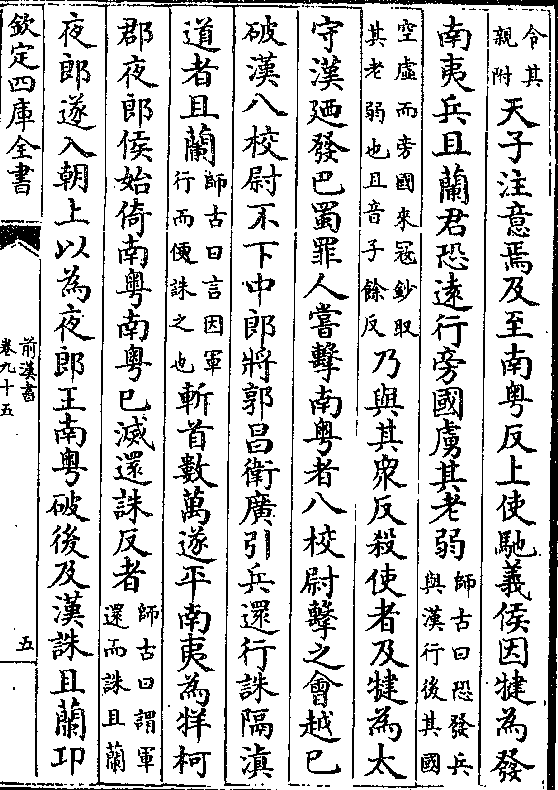 令其親附天子注意焉及至南粤反上使馳義侯因犍為發
南夷兵且蘭君恐遠行旁國虜其老弱師古曰恐發兵與漢行後其國
空虛而旁國來冦鈔取其老弱也且音子餘反乃與其衆反殺使者及犍為太
守漢廼發巴蜀罪人嘗擊南粤者八校尉擊之會越已
破漢八校尉不下中郎將郭昌衛廣引兵還行誅隔滇
道者且蘭師古曰言因軍行而便誅之也斬首數萬遂平南夷為牂柯
郡夜郎侯始倚南粤南粤已滅還誅反者師古曰謂軍還而誅且蘭
夜郎遂入朝上以為夜郎王南粤破後及漢誅且蘭卭
欽定四庫全書
前漢書
卷九十五
五